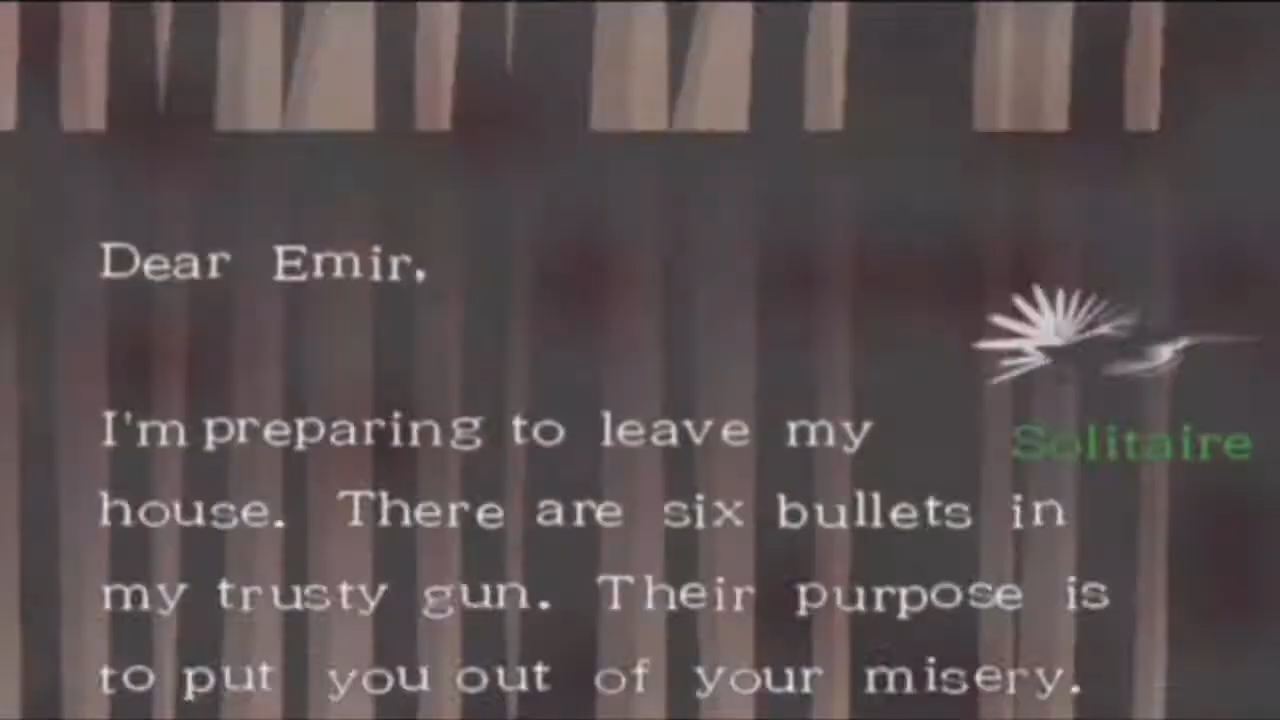 Dear Emir,
I'm preparing to leave my
Solitaire
house. There are six bullets in
my trusty gun. Their purpose is
to put you out of your misery.